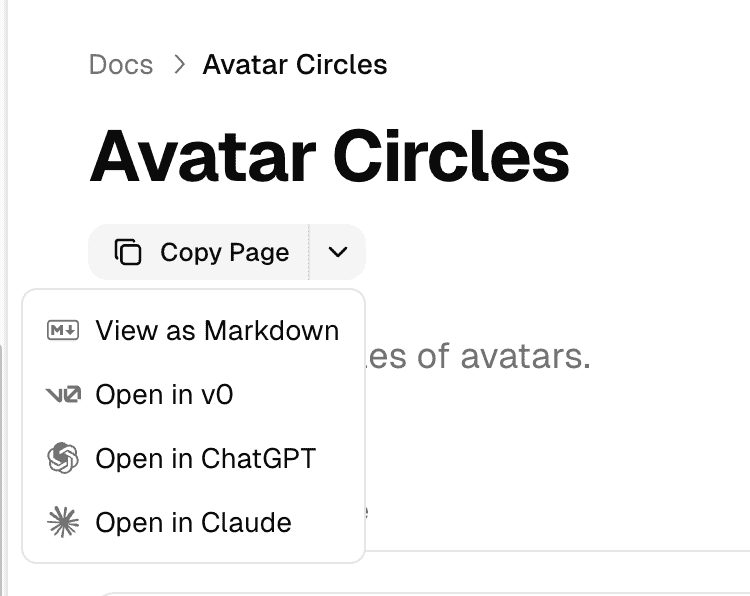 Docs > Avatar Circles
Avatar Circles
Copy Page
View as Markdown
of avatars.
Open in v0
Open in ChatGPT
Open in Claude